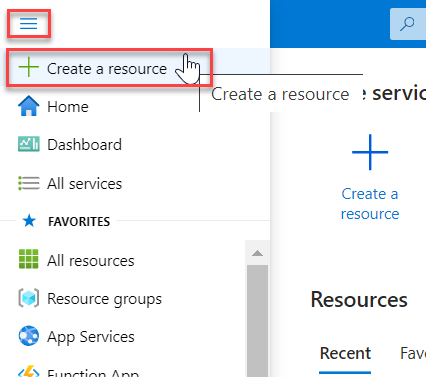 Create a resource
Create a resource
Home
Dashboard
All services
FAVORITES
All resources
Resource groups
App Services
Function App
servic
Create a
resource
Resources
Recent
Favo